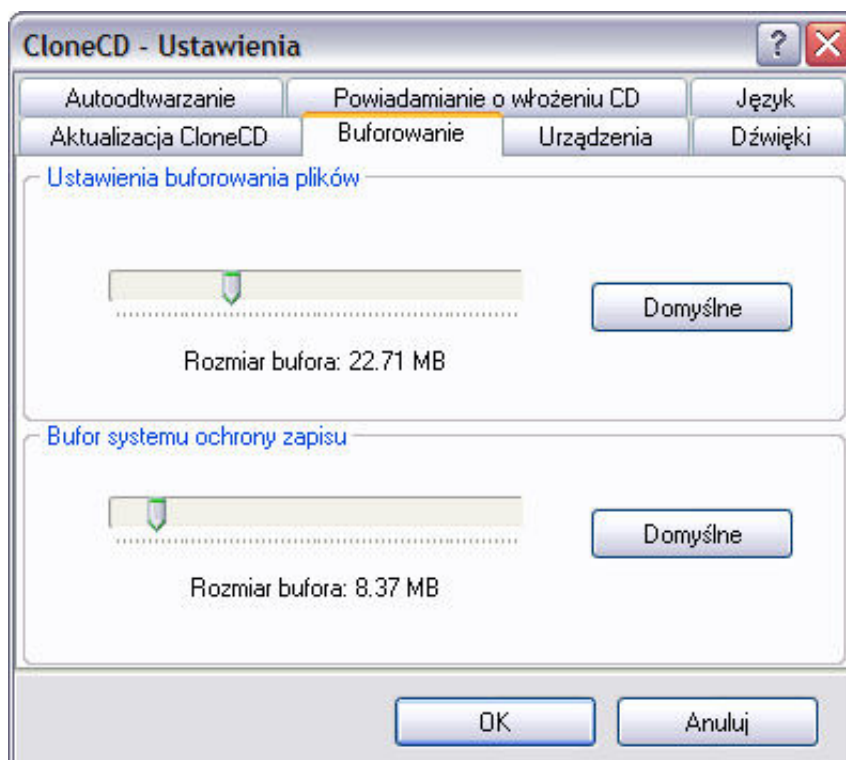 CloneCD - Ustawienia
Autoodtwarzanie Powiadamianie o włożeniu CD Język
Aktualizacja CloneCD Buforowanie Urządzenia Dźwięki
Ustawienia buforowania plików
Domyślne
Rozmiar bufora: 22.71 MB
Bufor systemu ochrony zapisu
Domyślne
Rozmiar bufora: 8.37 MB
OK Anuluj